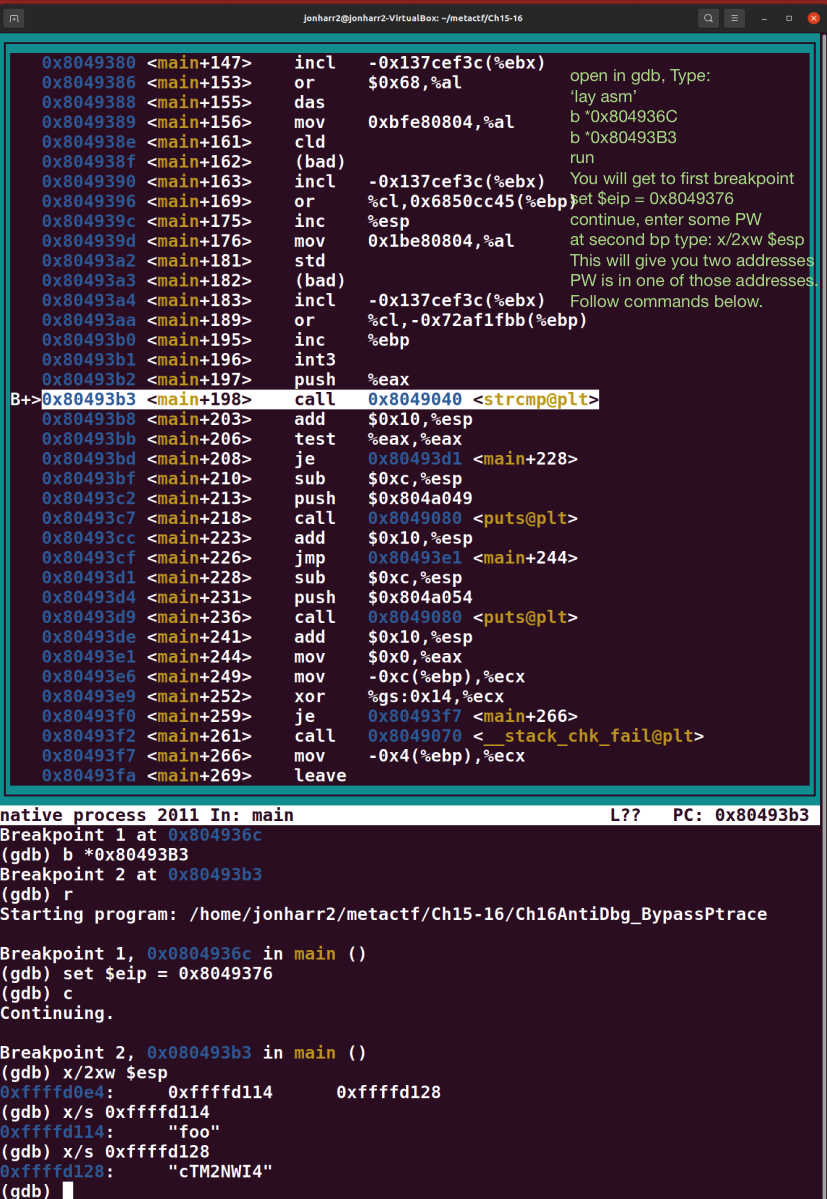 jonharr2@jonharr2-VirtualBox: ~/metactf/Ch15-16
0x8049380 <main+147>    incl   -0x137cef3c(%ebx)
0x8049386 <main+153>    or     $0x68,%al
0x8049388 <main+155>    das
0x8049389 <main+156>    mov    0xbfe80804,%al
0x804938e <main+161>    cld
0x804938f <main+162>    (bad)
0x8049390 <main+163>    incl   -0x137cef3c(%ebx)
0x8049396 <main+169>    or     %cl,0x6850cc45(%ebp)
0x804939c <main+175>    inc    %esp
0x804939d <main+176>    mov    0x1be80804,%al
0x80493a2 <main+181>    std
0x80493a3 <main+182>    (bad)
0x80493a4 <main+183>    incl   -0x137cef3c(%ebx)
0x80493aa <main+189>    or     %cl,-0x72af1fbb(%ebp)
0x80493b0 <main+195>    inc    %ebp
0x80493b1 <main+196>    int3
0x80493b2 <main+197>    push   %eax
B+>0x80493b3 <main+198>    call   0x8049040 <strcmp@plt>
0x80493b8 <main+203>    add    $0x10,%esp
0x80493bb <main+206>    test   %eax,%eax
0x80493bd <main+208>    je     0x80493d1 <main+228>
0x80493bf <main+210>    sub    $0xc,%esp
0x80493c2 <main+213>    push   $0x804a049
0x80493c7 <main+218>    call   0x8049080 <puts@plt>
0x80493cc <main+223>    add    $0x10,%esp
0x80493cf <main+226>    jmp    0x80493e1 <main+244>
0x80493d1 <main+228>    sub    $0xc,%esp
0x80493d4 <main+231>    push   $0x804a054
0x80493d9 <main+236>    call   0x8049080 <puts@plt>
0x80493de <main+241>    add    $0x10,%esp
0x80493e1 <main+244>    mov    $0x0,%eax
0x80493e6 <main+249>    mov    -0xc(%ebp),%ecx
0x80493e9 <main+252>    xor    %gs:0x14,%ecx
0x80493f0 <main+259>    je     0x80493f7 <main+266>
0x80493f2 <main+261>    call   0x8049070 <__stack_chk_fail@plt>
0x80493f7 <main+266>    mov    -0x4(%ebp),%ecx
0x80493fa <main+269>    leave
open in gdb, Type:
‘lay asm’
b *0x804936C
b *0x80493B3
run
You will get to first breakpoint
set $eip = 0x8049376
continue, enter some PW
at second bp type: x/2xw $esp
This will give you two addresses
PW is in one of those addresses.
Follow commands below.
native process 2011 In: main    L??   PC: 0x80493b3
Breakpoint 1 at 0x804936c
(gdb) b *0x80493B3
Breakpoint 2 at 0x80493b3
(gdb) r
Starting program: /home/jonharr2/metactf/Ch15-16/Ch16AntiDbg_BypassPtrace
Breakpoint 1, 0x0804936c in main ()
(gdb) set $eip = 0x8049376
(gdb) c
Continuing.
Breakpoint 2, 0x080493b3 in main ()
(gdb) x/2xw $esp
0xffffd0e4:     0xffffd114      0xffffd128
(gdb) x/s 0xffffd114
0xffffd114:     "foo"
(gdb) x/s 0xffffd128
0xffffd128:     "cTM2NWI4"
(gdb)